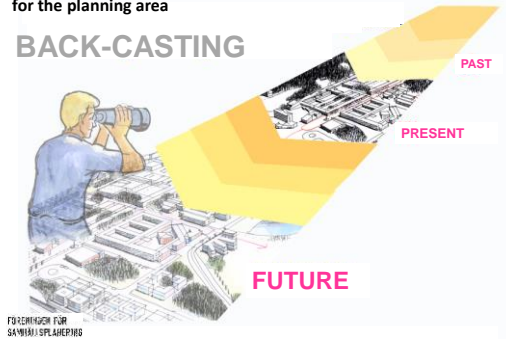 for the planning area
BACK-CASTING
PAST
PRESENT
FUTURE
FÖRENINGEN FÖR
SAMHÄLLSPLANERING